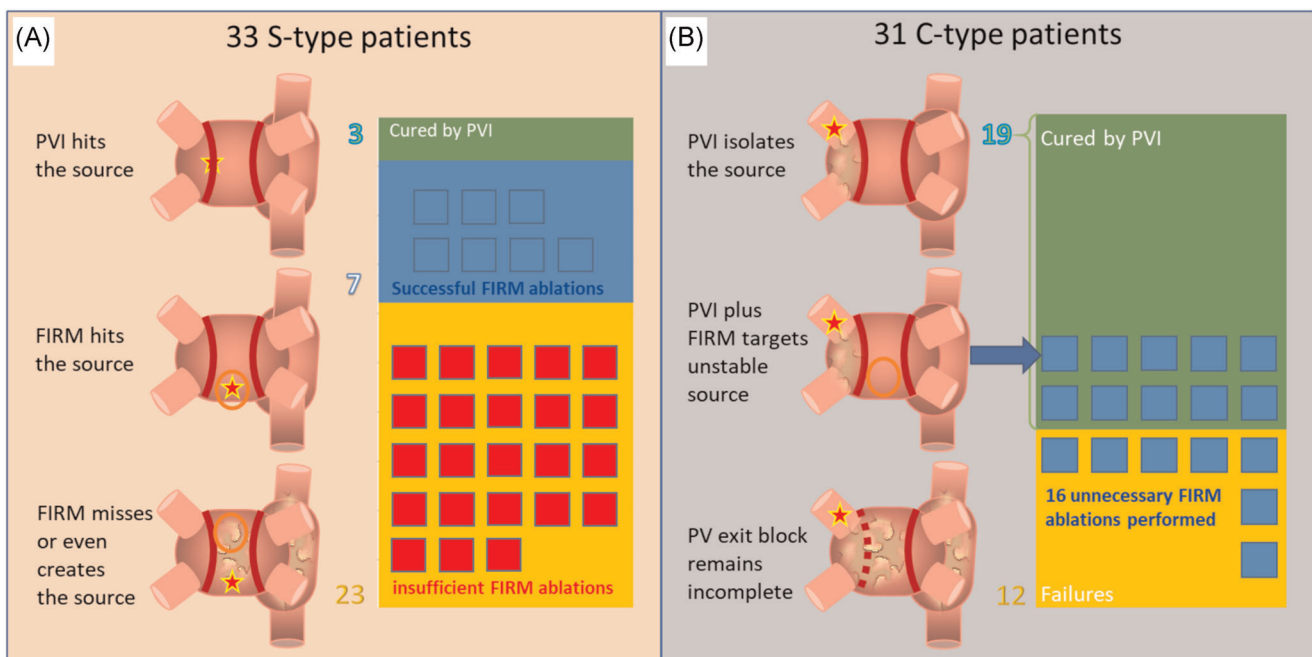 (A)
33 S-type patients
PVI hits
the source
3
Cured by PVI
7
Successful FIRM ablations
FIRM hits
the source
FIRM misses
or even
creates
the source
23
insufficient FIRM ablations
(B)
31 C-type patients
PVI isolates
the source
19
Cured by PVI
PVI plus
FIRM targets
unstable
source
16 unnecessary FIRM
ablations performed
PV exit block
remains
incomplete
12
Failures